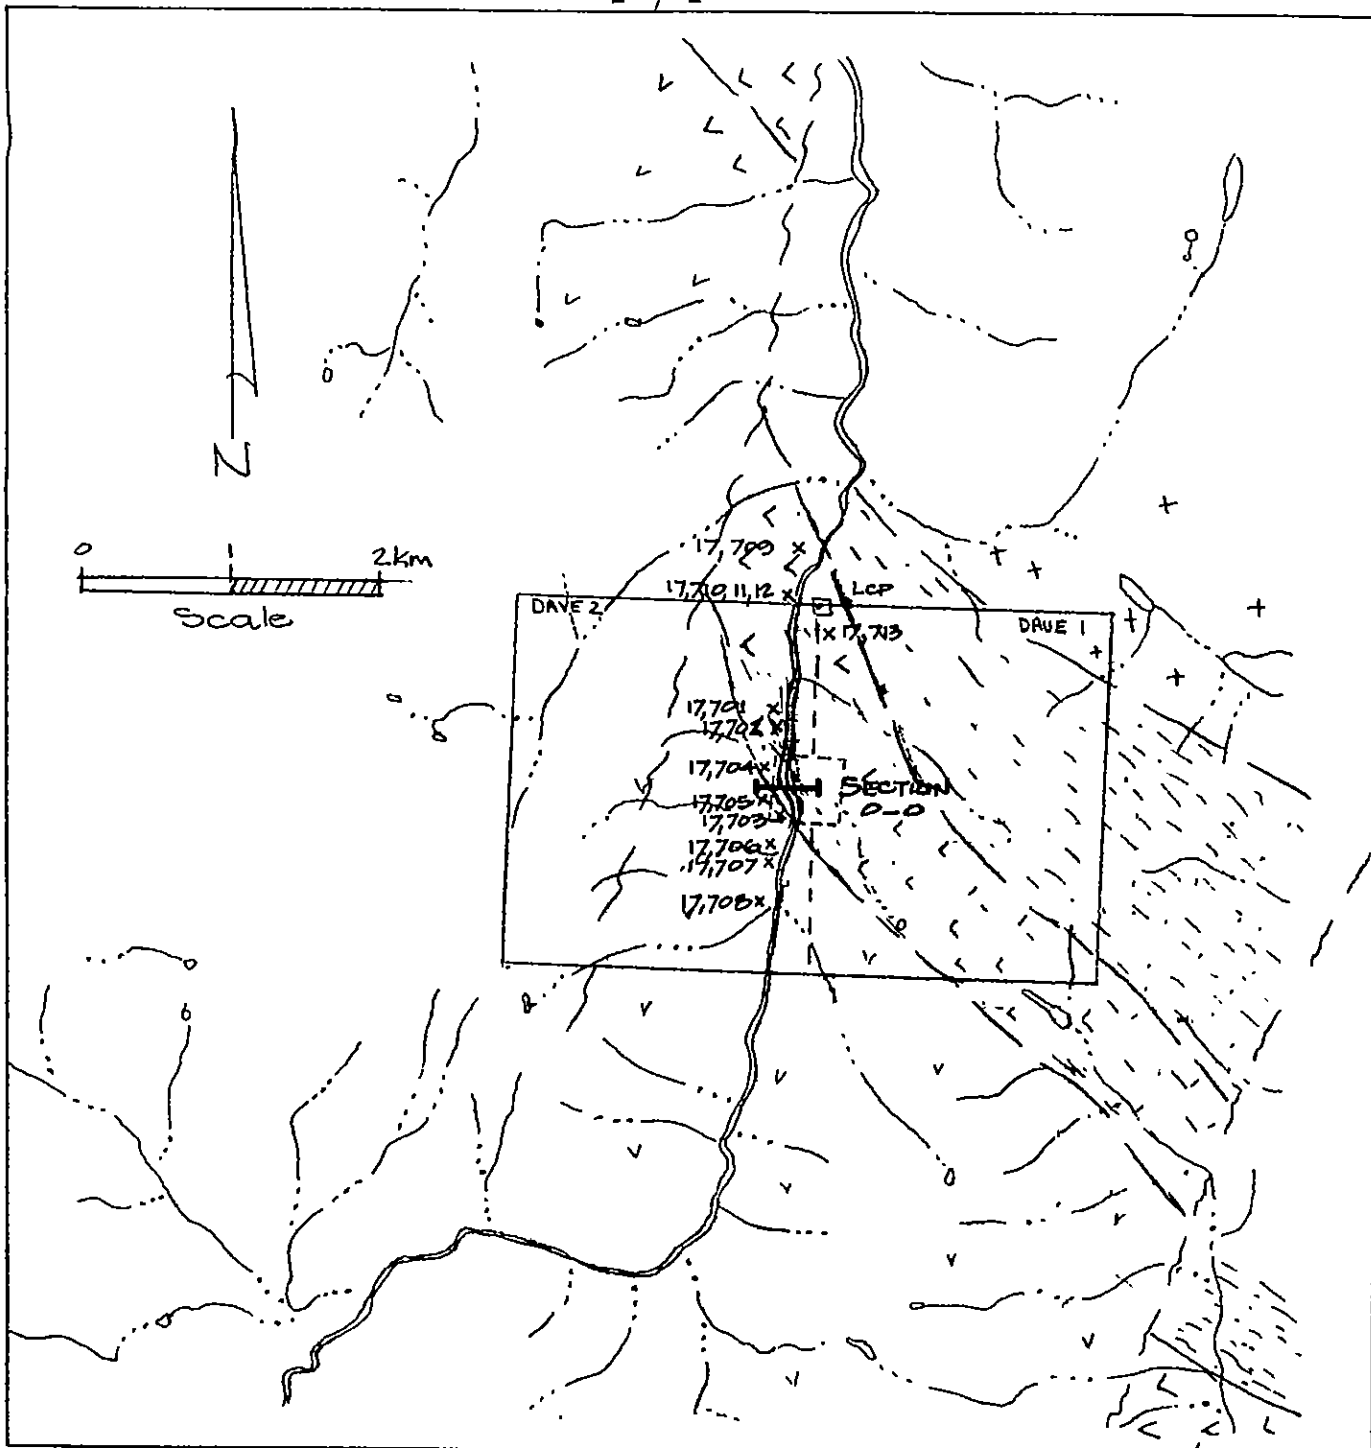 N
0 2km
Scale
17,709 x
17,710,11,12 x
LCP
DAVE 2
DAVE 1
x 17,713
17,701 x
17,702 x
17,704 x
SECTION
0-0
17,705 x
17,703
17,706 x
17,707 x
17,708 x